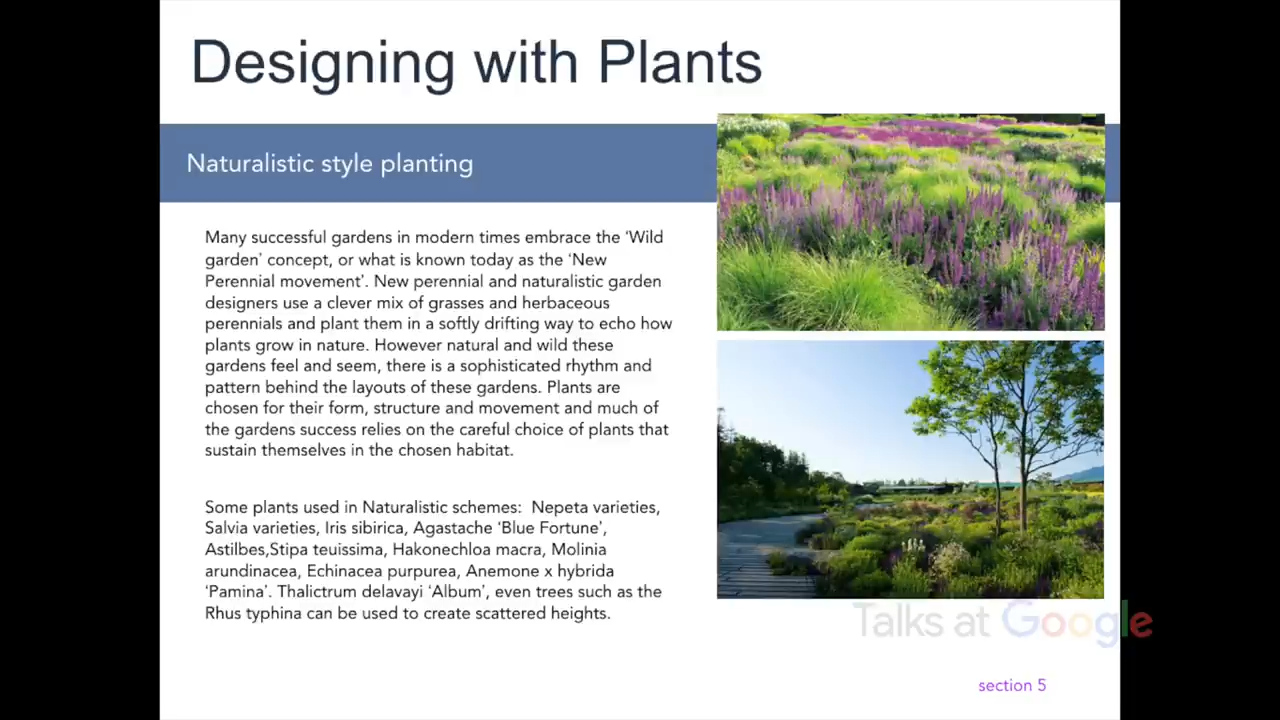 Designing with Plants
Naturalistic style planting
Many successful gardens in modern times embrace the ‘Wild
garden’ concept, or what is known today as the ‘New
Perennial movement’. New perennial and naturalistic garden
designers use a clever mix of grasses and herbaceous
perennials and plant them in a softly drifting way to echo how
plants grow in nature. However natural and wild these
gardens feel and seem, there is a sophisticated rhythm and
pattern behind the layouts of these gardens. Plants are
chosen for their form, structure and movement and much of
the gardens success relies on the careful choice of plants that
sustain themselves in the chosen habitat.
Some plants used in Naturalistic schemes:  Nepeta varieties,
Salvia varieties, Iris sibirica, Agastache ‘Blue Fortune’,
Astilbes,Stipa teuissima, Hakonechloa macra, Molinia
arundinacea, Echinacea purpurea, Anemone x hybrida
‘Pamina’. Thalictrum delavayi ‘Album’, even trees such as the
Rhus typhina can be used to create scattered heights.
Talks at Google
section 5